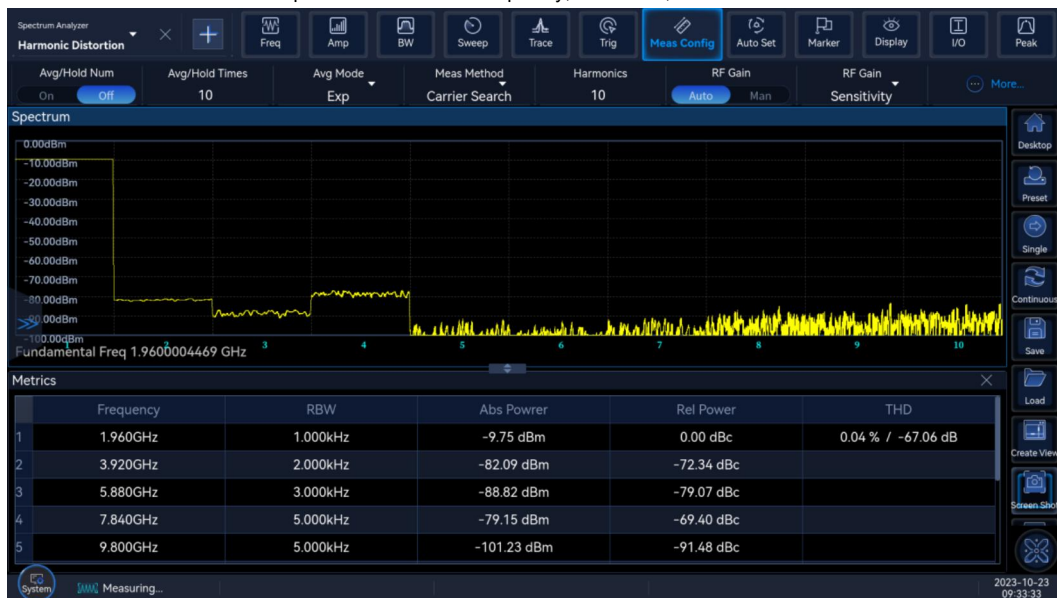 Spectrum Analyzer
Harmonic Distortion
Freq
Amp
BW
Sweep
Trace
Trig
Meas Config
Auto Set
Marker
Display
I/O
Peak
Avg/Hold Num
On Off
Avg/Hold Times
10
Avg Mode
Exp
Meas Method
Carrier Search
Harmonics
10
RF Gain
Auto Man
RF Gain
Sensitivity
More...
Spectrum
0.00dBm
-10.00dBm
-20.00dBm
-30.00dBm
-40.00dBm
-50.00dBm
-60.00dBm
-70.00dBm
-80.00dBm
-90.00dBm
-100.00dBm
1 2 3 4 5 6 7 8 9 10
Fundamental Freq 1.9600004469 GHz
Metrics
Frequency RBW Abs Powrer Rel Power THD
1 1.960GHz 1.000kHz -9.75 dBm 0.00 dBc 0.04 % / -67.06 dB
2 3.920GHz 2.000kHz -82.09 dBm -72.34 dBc
3 5.880GHz 3.000kHz -88.82 dBm -79.07 dBc
4 7.840GHz 5.000kHz -79.15 dBm -69.40 dBc
5 9.800GHz 5.000kHz -101.23 dBm -91.48 dBc
Desktop
Preset
Single
Continuous
Save
Load
Create View
Screen Shot
System
Measuring...
2023-10-23
09:33:33